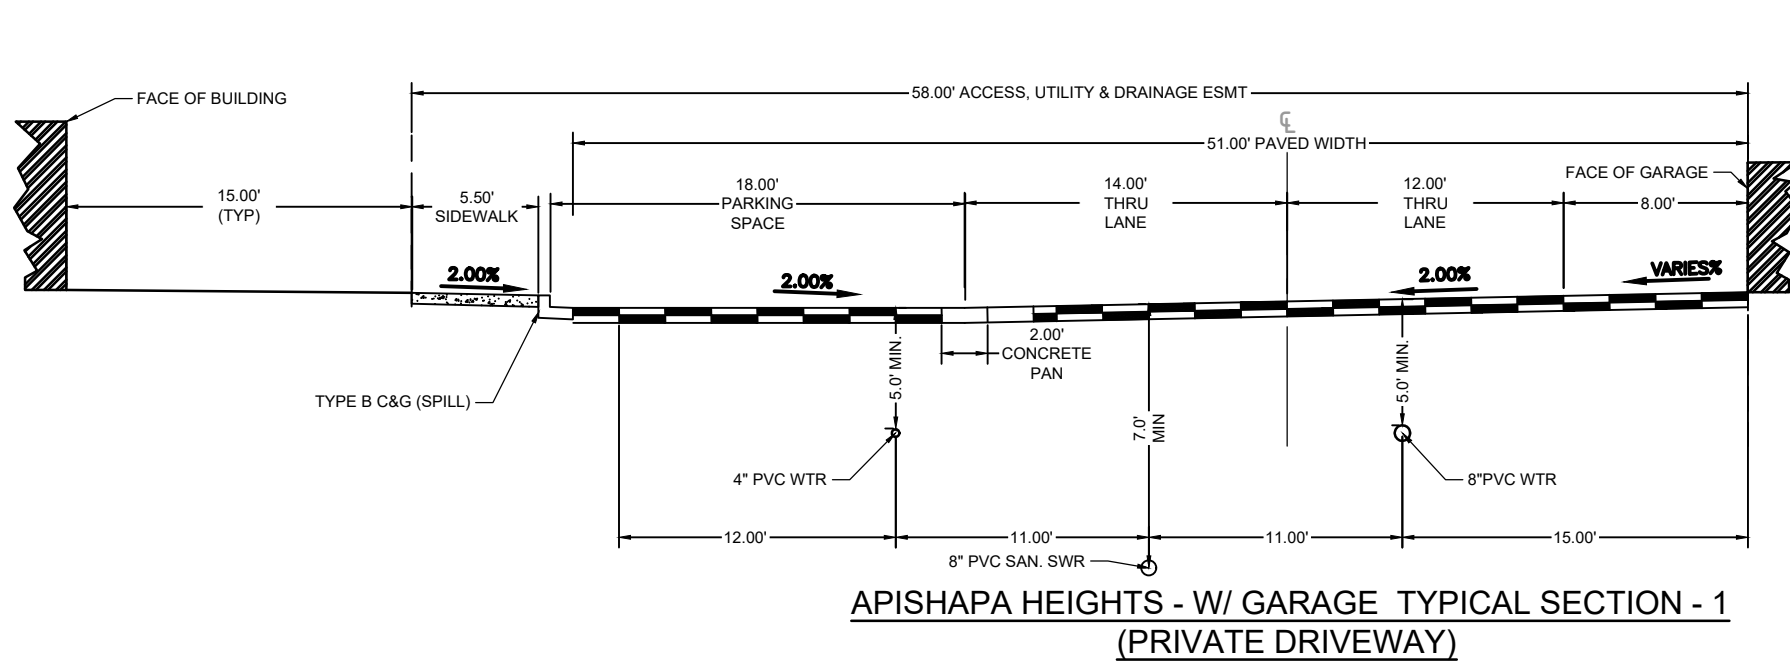 FACE OF BUILDING
58.00' ACCESS, UTILITY & DRAINAGE ESMT
℄
51.00' PAVED WIDTH
FACE OF GARAGE
15.00'
(TYP)
5.50'
SIDEWALK
18.00'
PARKING
SPACE
14.00'
THRU
LANE
12.00'
THRU
LANE
8.00'
2.00%
2.00%
2.00%
VARIES%
TYPE B C&G (SPILL)
5.0' MIN.
2.00'
CONCRETE
PAN
7.0'
MIN
5.0' MIN.
4" PVC WTR
8"PVC WTR
12.00'
11.00'
11.00'
15.00'
8" PVC SAN. SWR
APISHAPA HEIGHTS - W/ GARAGE TYPICAL SECTION - 1
(PRIVATE DRIVEWAY)